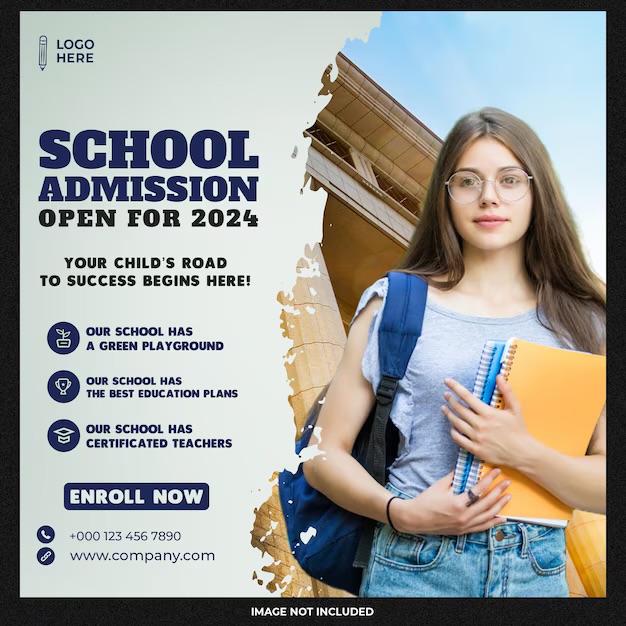 LOGO
HERE
SCHOOL
ADMISSION
OPEN FOR 2024
YOUR CHILD'S ROAD
TO SUCCESS BEGINS HERE!
OUR SCHOOL HAS
A GREEN PLAYGROUND
OUR SCHOOL HAS
THE BEST EDUCATION PLANS
OUR SCHOOL HAS
CERTIFICATED TEACHERS
ENROLL NOW
+000 123 456 7890
www.company.com
IMAGE NOT INCLUDED